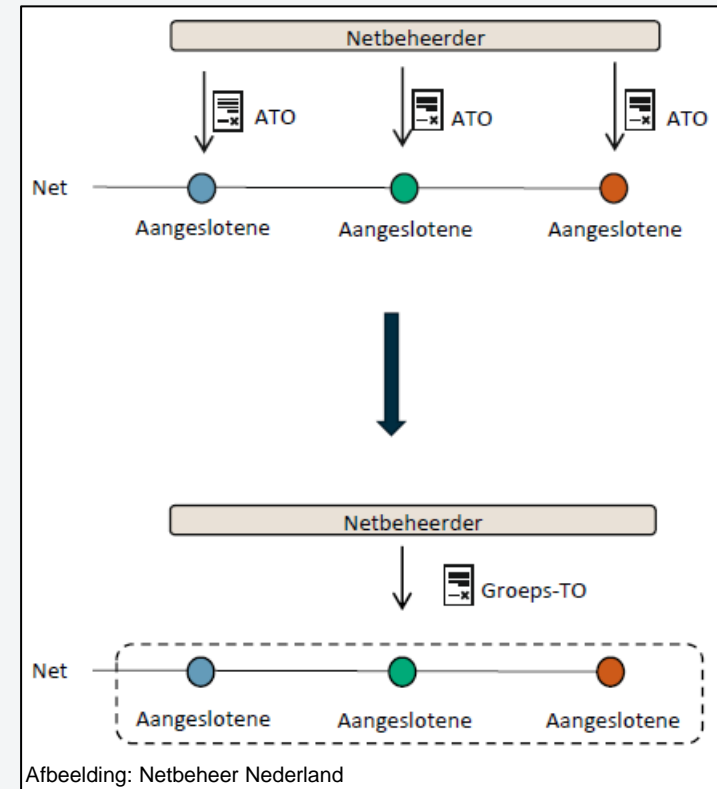 Netbeheerder
ATO ATO ATO
Net
Aangeslotene Aangeslotene Aangeslotene
Netbeheerder
Groeps-TO
Net
Aangeslotene Aangeslotene Aangeslotene
Afbeelding: Netbeheer Nederland